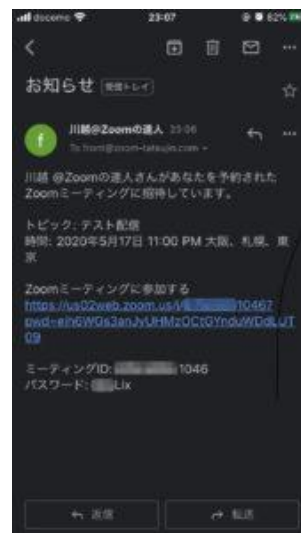 docomo 23:07 82%
お知らせ 受信トレイ
f 川越@Zoomの達人 23:06
To from@zoom-tatsujin.com
川越 @Zoomの達人さんがあなたを予約された
Zoomミーティングに招待しています。
トピック: テスト配信
時間: 2020年5月17日 11:00 PM 大阪、札幌、東
京
Zoomミーティングに参加する
https://us02web.zoom.us/j/ 10467
09
ミーティングID: 1046
パスワード: Lix
返信 転送